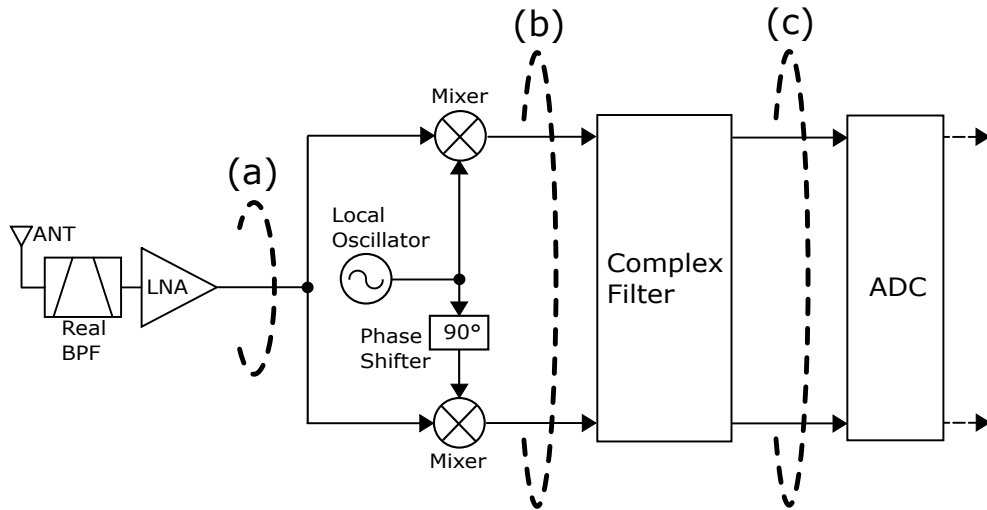 (b)
(c)
Mixer
(a)
Local
Oscillator
ANT
LNA
Complex
Filter
ADC
Real
BPF
Phase
Shifter
90°
Mixer